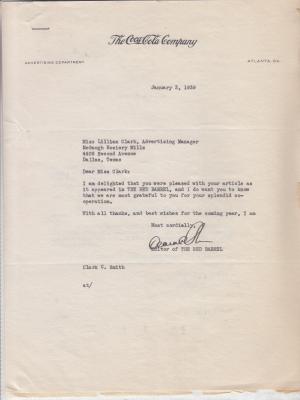 The Coca-Cola Company
ADVERTISING DEPARTMENT
ATLANTA, GA.
January 3, 1939
Miss Lillian Clark, Advertising Manager
McGaugh Hosiery Mills
4408 Second Avenue
Dallas, Texas
Dear Miss Clark:
I am delighted that you were pleased with your article as
it appeared in THE RED BARREL, and I do want you to know
that we are most grateful to you for your splendid co-
operation.
With all thanks, and best wishes for the coming year, I am
Most cordially,
Editor of THE RED BARREL
Clark V. Smith
at/